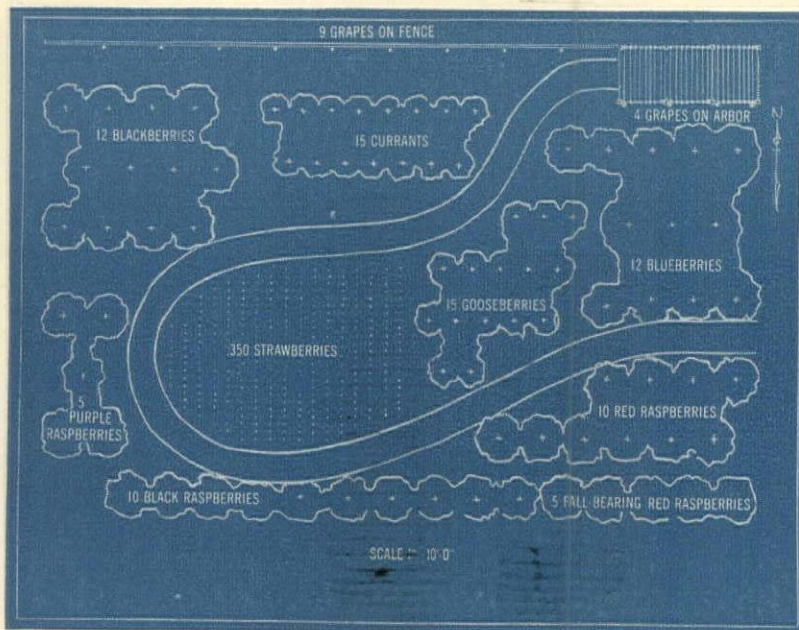 9 GRAPES ON FENCE
12 BLACKBERRIES
15 CURRANTS
4 GRAPES ON ARBOR
12 BLUEBERRIES
15 GOOSEBERRIES
350 STRAWBERRIES
5
PURPLE
RASPBERRIES
10 RED RASPBERRIES
10 BLACK RASPBERRIES
5 FALL BEARING RED RASPBERRIES
SCALE 10'-0"